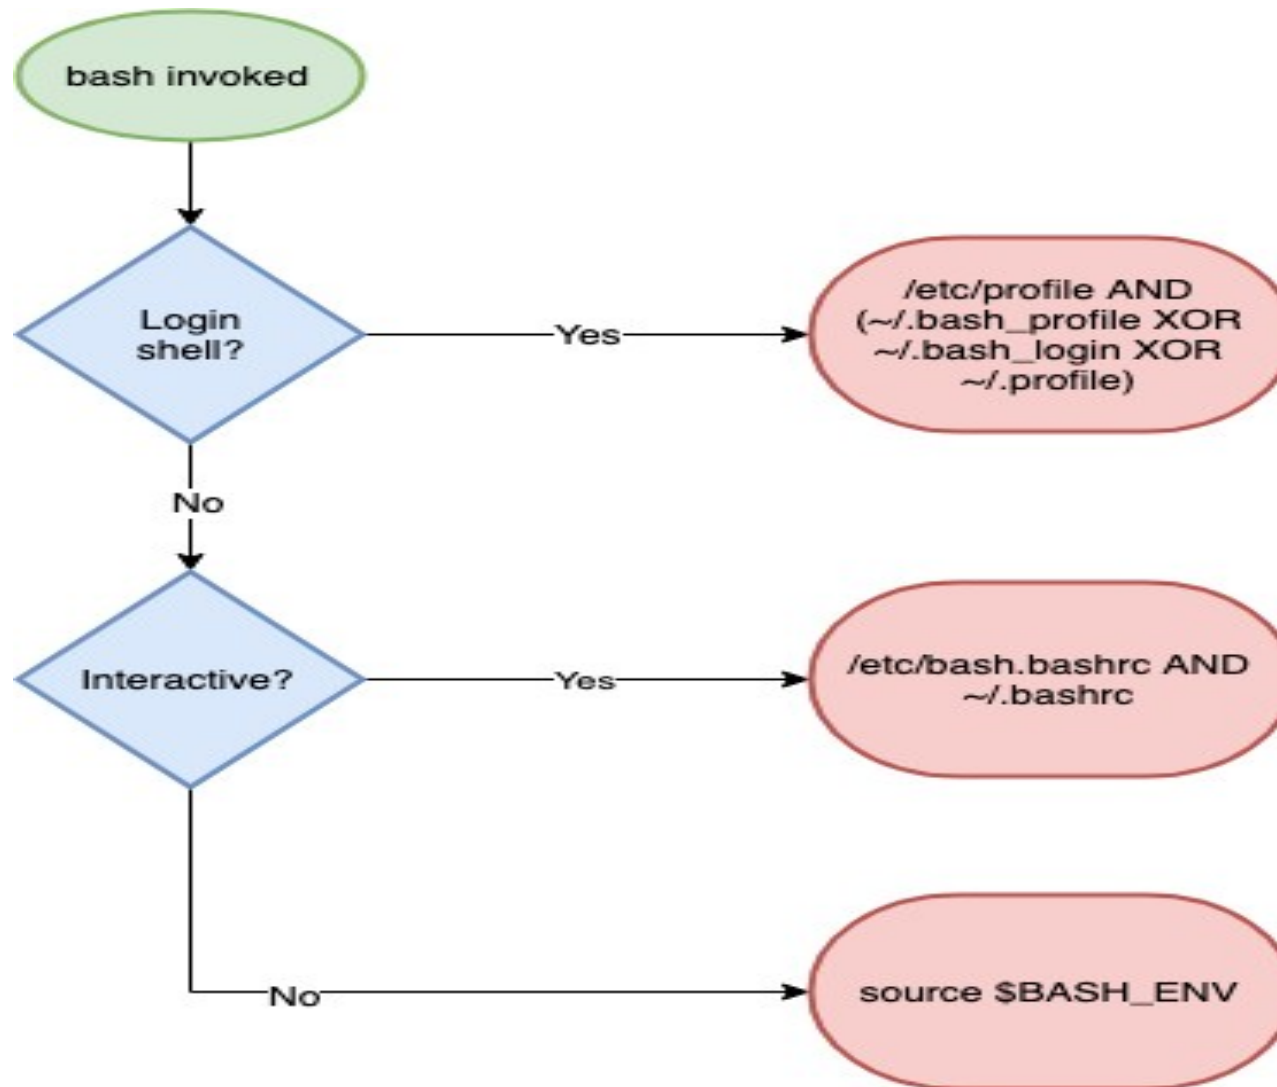 bash invoked
Login
shell?
Yes
/etc/profile AND
(~/.bash_profile XOR
~/.bash_login XOR
~/.profile)
No
Interactive?
Yes
/etc/bash.bashrc AND
~/.bashrc
No
source $BASH_ENV